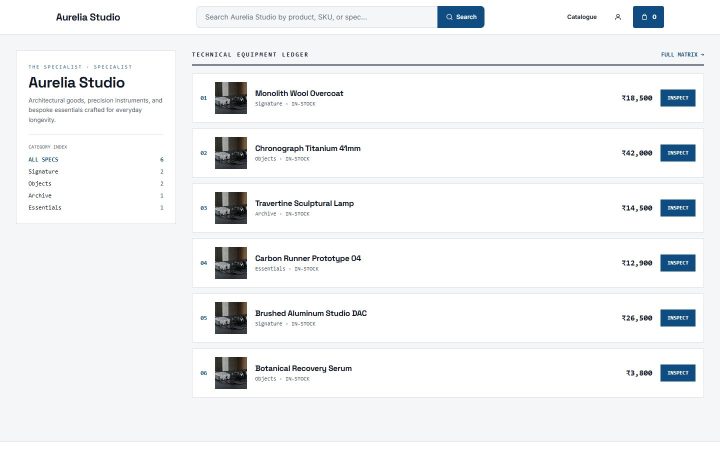 Aurelia Studio
Search Aurelia Studio by product, SKU, or spec...
Search
Catalogue
0
THE SPECIALIST · SPECIALIST
Aurelia Studio
Architectural goods, precision instruments, and
bespoke essentials crafted for everyday
longevity.
CATEGORY INDEX
ALL SPECS 6
Signature 2
Objects 2
Archive 1
Essentials 1
TECHNICAL EQUIPMENT LEDGER
FULL MATRIX →
01 Monolith Wool Overcoat ₹18,500 INSPECT
Signature · IN-STOCK
02 Chronograph Titanium 41mm ₹42,000 INSPECT
Objects · IN-STOCK
03 Travertine Sculptural Lamp ₹14,500 INSPECT
Archive · IN-STOCK
04 Carbon Runner Prototype 04 ₹12,900 INSPECT
Essentials · IN-STOCK
05 Brushed Aluminum Studio DAC ₹26,500 INSPECT
Signature · IN-STOCK
06 Botanical Recovery Serum ₹3,800 INSPECT
Objects · IN-STOCK